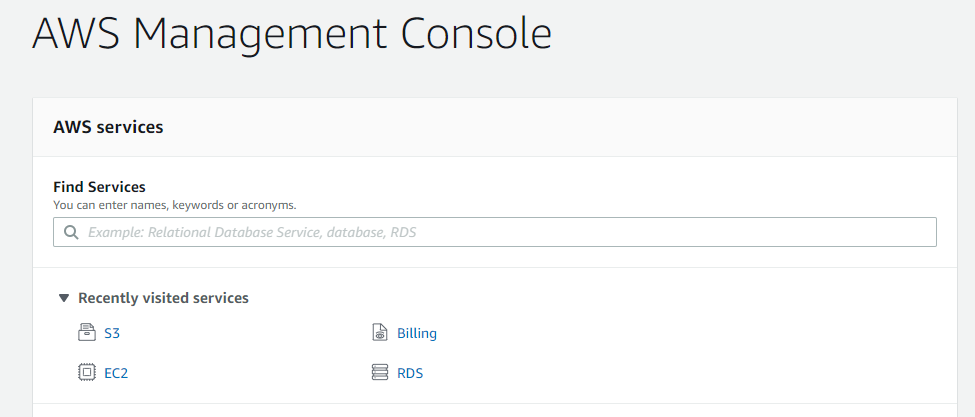 AWS Management Console
AWS services
Find Services
You can enter names, keywords or acronyms.
Example: Relational Database Service, database, RDS
Recently visited services
S3
Billing
EC2
RDS